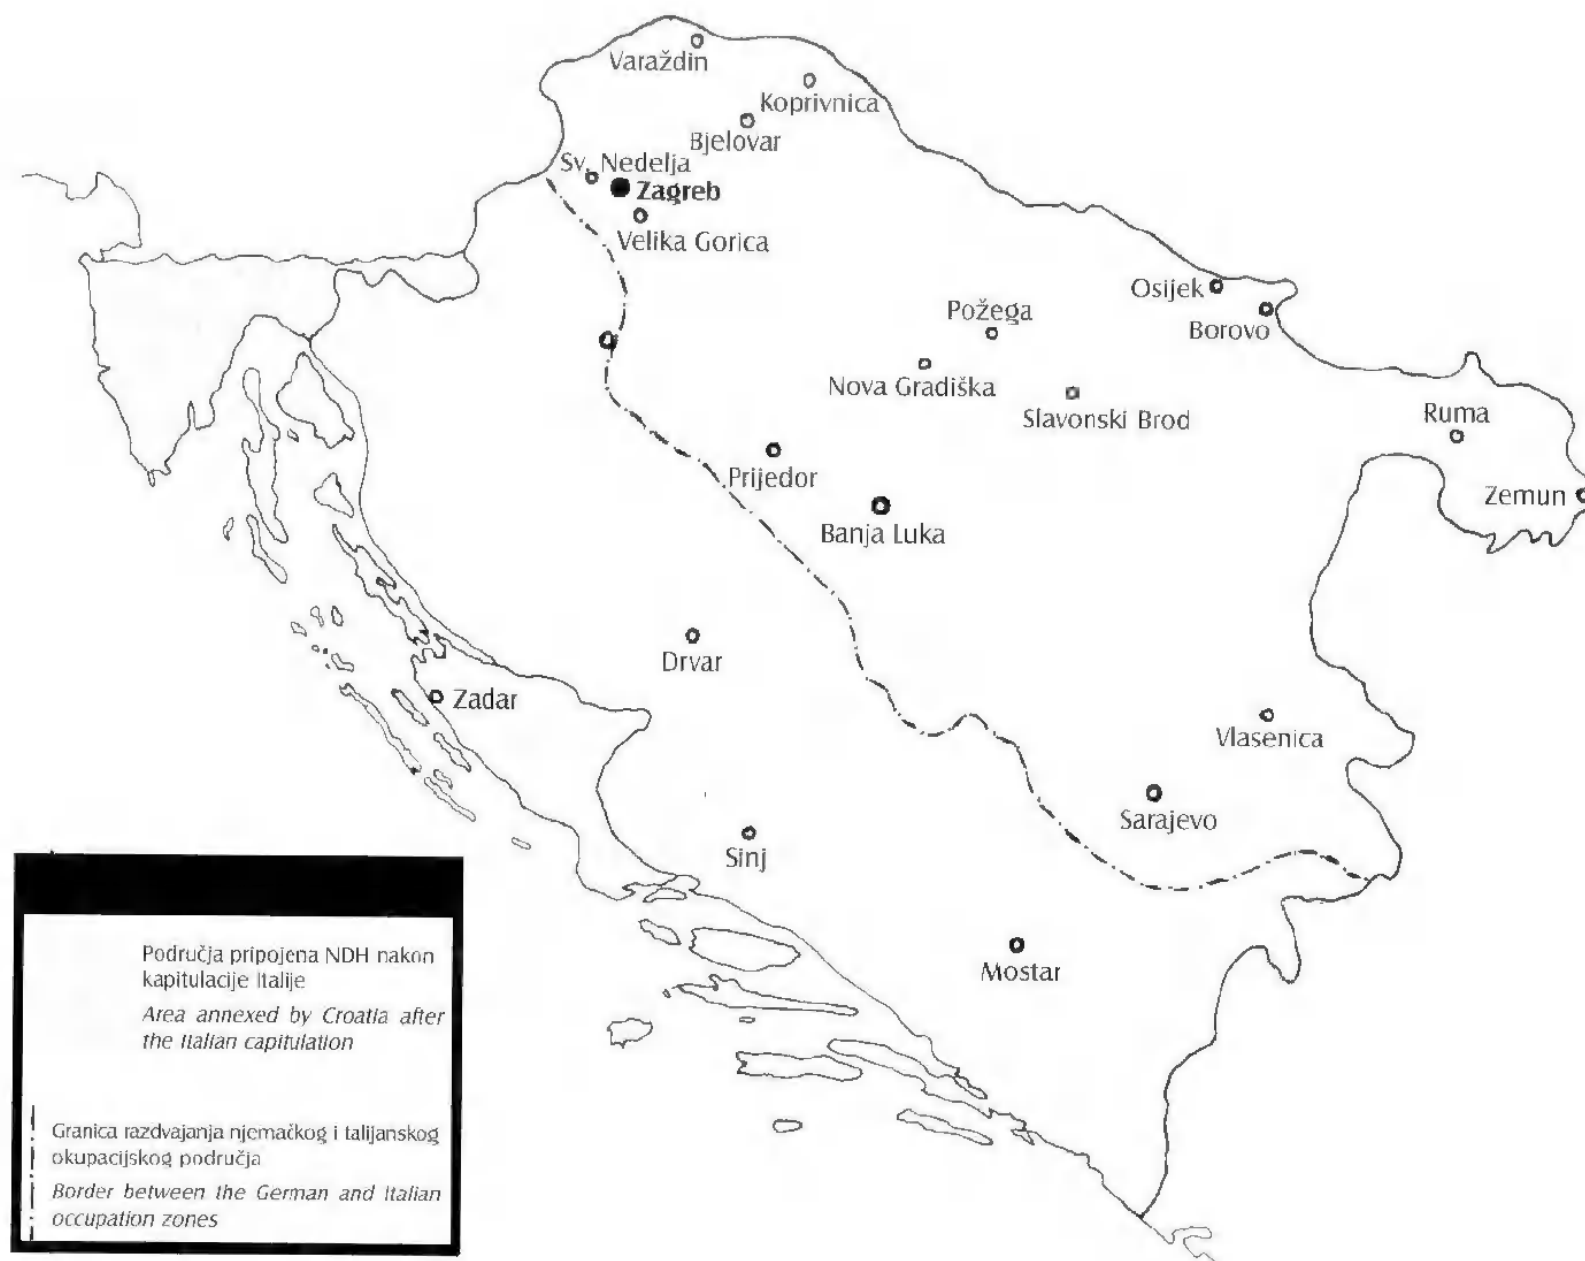 Varaždin
Koprivnica
Bjelovar
Sv. Nedelja
Zagreb
Velika Gorica
Osijek
Borovo
Požega
Nova Gradiška
Slavonski Brod
Ruma
Zemun
Prijedor
Banja Luka
Drvar
Zadar
Vlasenica
Sarajevo
Sinj
Mostar
Područja pripojena NDH nakon
kapitulacije Italije
Area annexed by Croatia after
the Italian capitulation
Granica razdvajanja njemačkog i talijanskog
okupacijskog područja
Border between the German and Italian
occupation zones